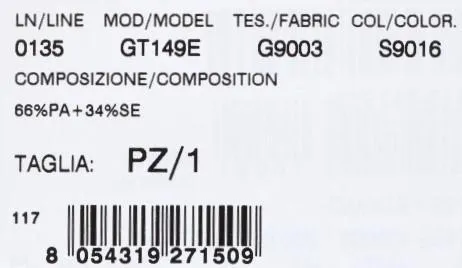 LN/LINE MOD/MODEL TES./FABRIC COL/COLOR.
0135 GT149E G9003 S9016
COMPOSIZIONE/COMPOSITION
66%PA+34%SE
TAGLIA: PZ/1
117
8 054319 271509